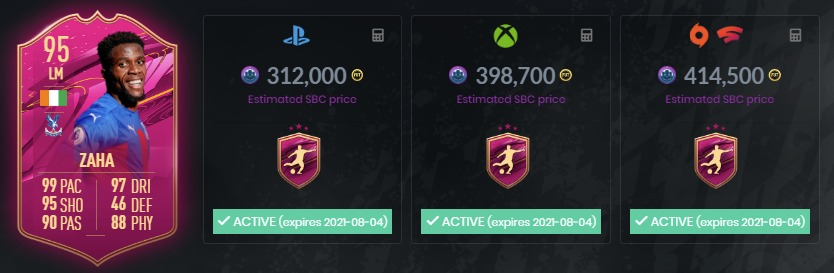 95
LM
ZAHA
99 PAC 97 DRI
95 SHO 46 DEF
90 PAS 88 PHY
312,000
Estimated SBC price
ACTIVE (expires 2021-08-04)
398,700
Estimated SBC price
ACTIVE (expires 2021-08-04)
414,500
Estimated SBC price
ACTIVE (expires 2021-08-04)